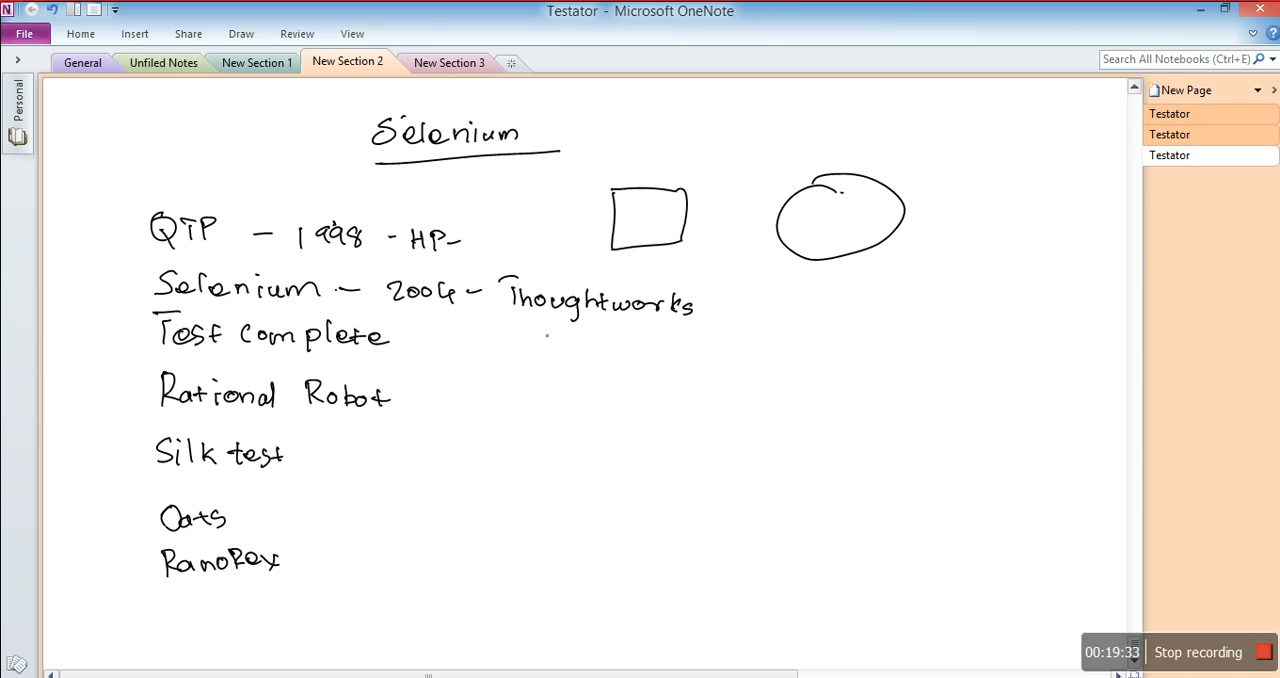 Testator - Microsoft OneNote
File Home Insert Share Draw Review View
General Unfiled Notes New Section 1 New Section 2 New Section 3
Search All Notebooks (Ctrl+E)
Personal
New Page
Testator
Testator
Testator
Selenium
QTP - 1998 - HP-
Selenium - 2004 - Thoughtworks
Test complete
Rational Robot
Silk test
Oats
RanoRex
00:19:33 Stop recording